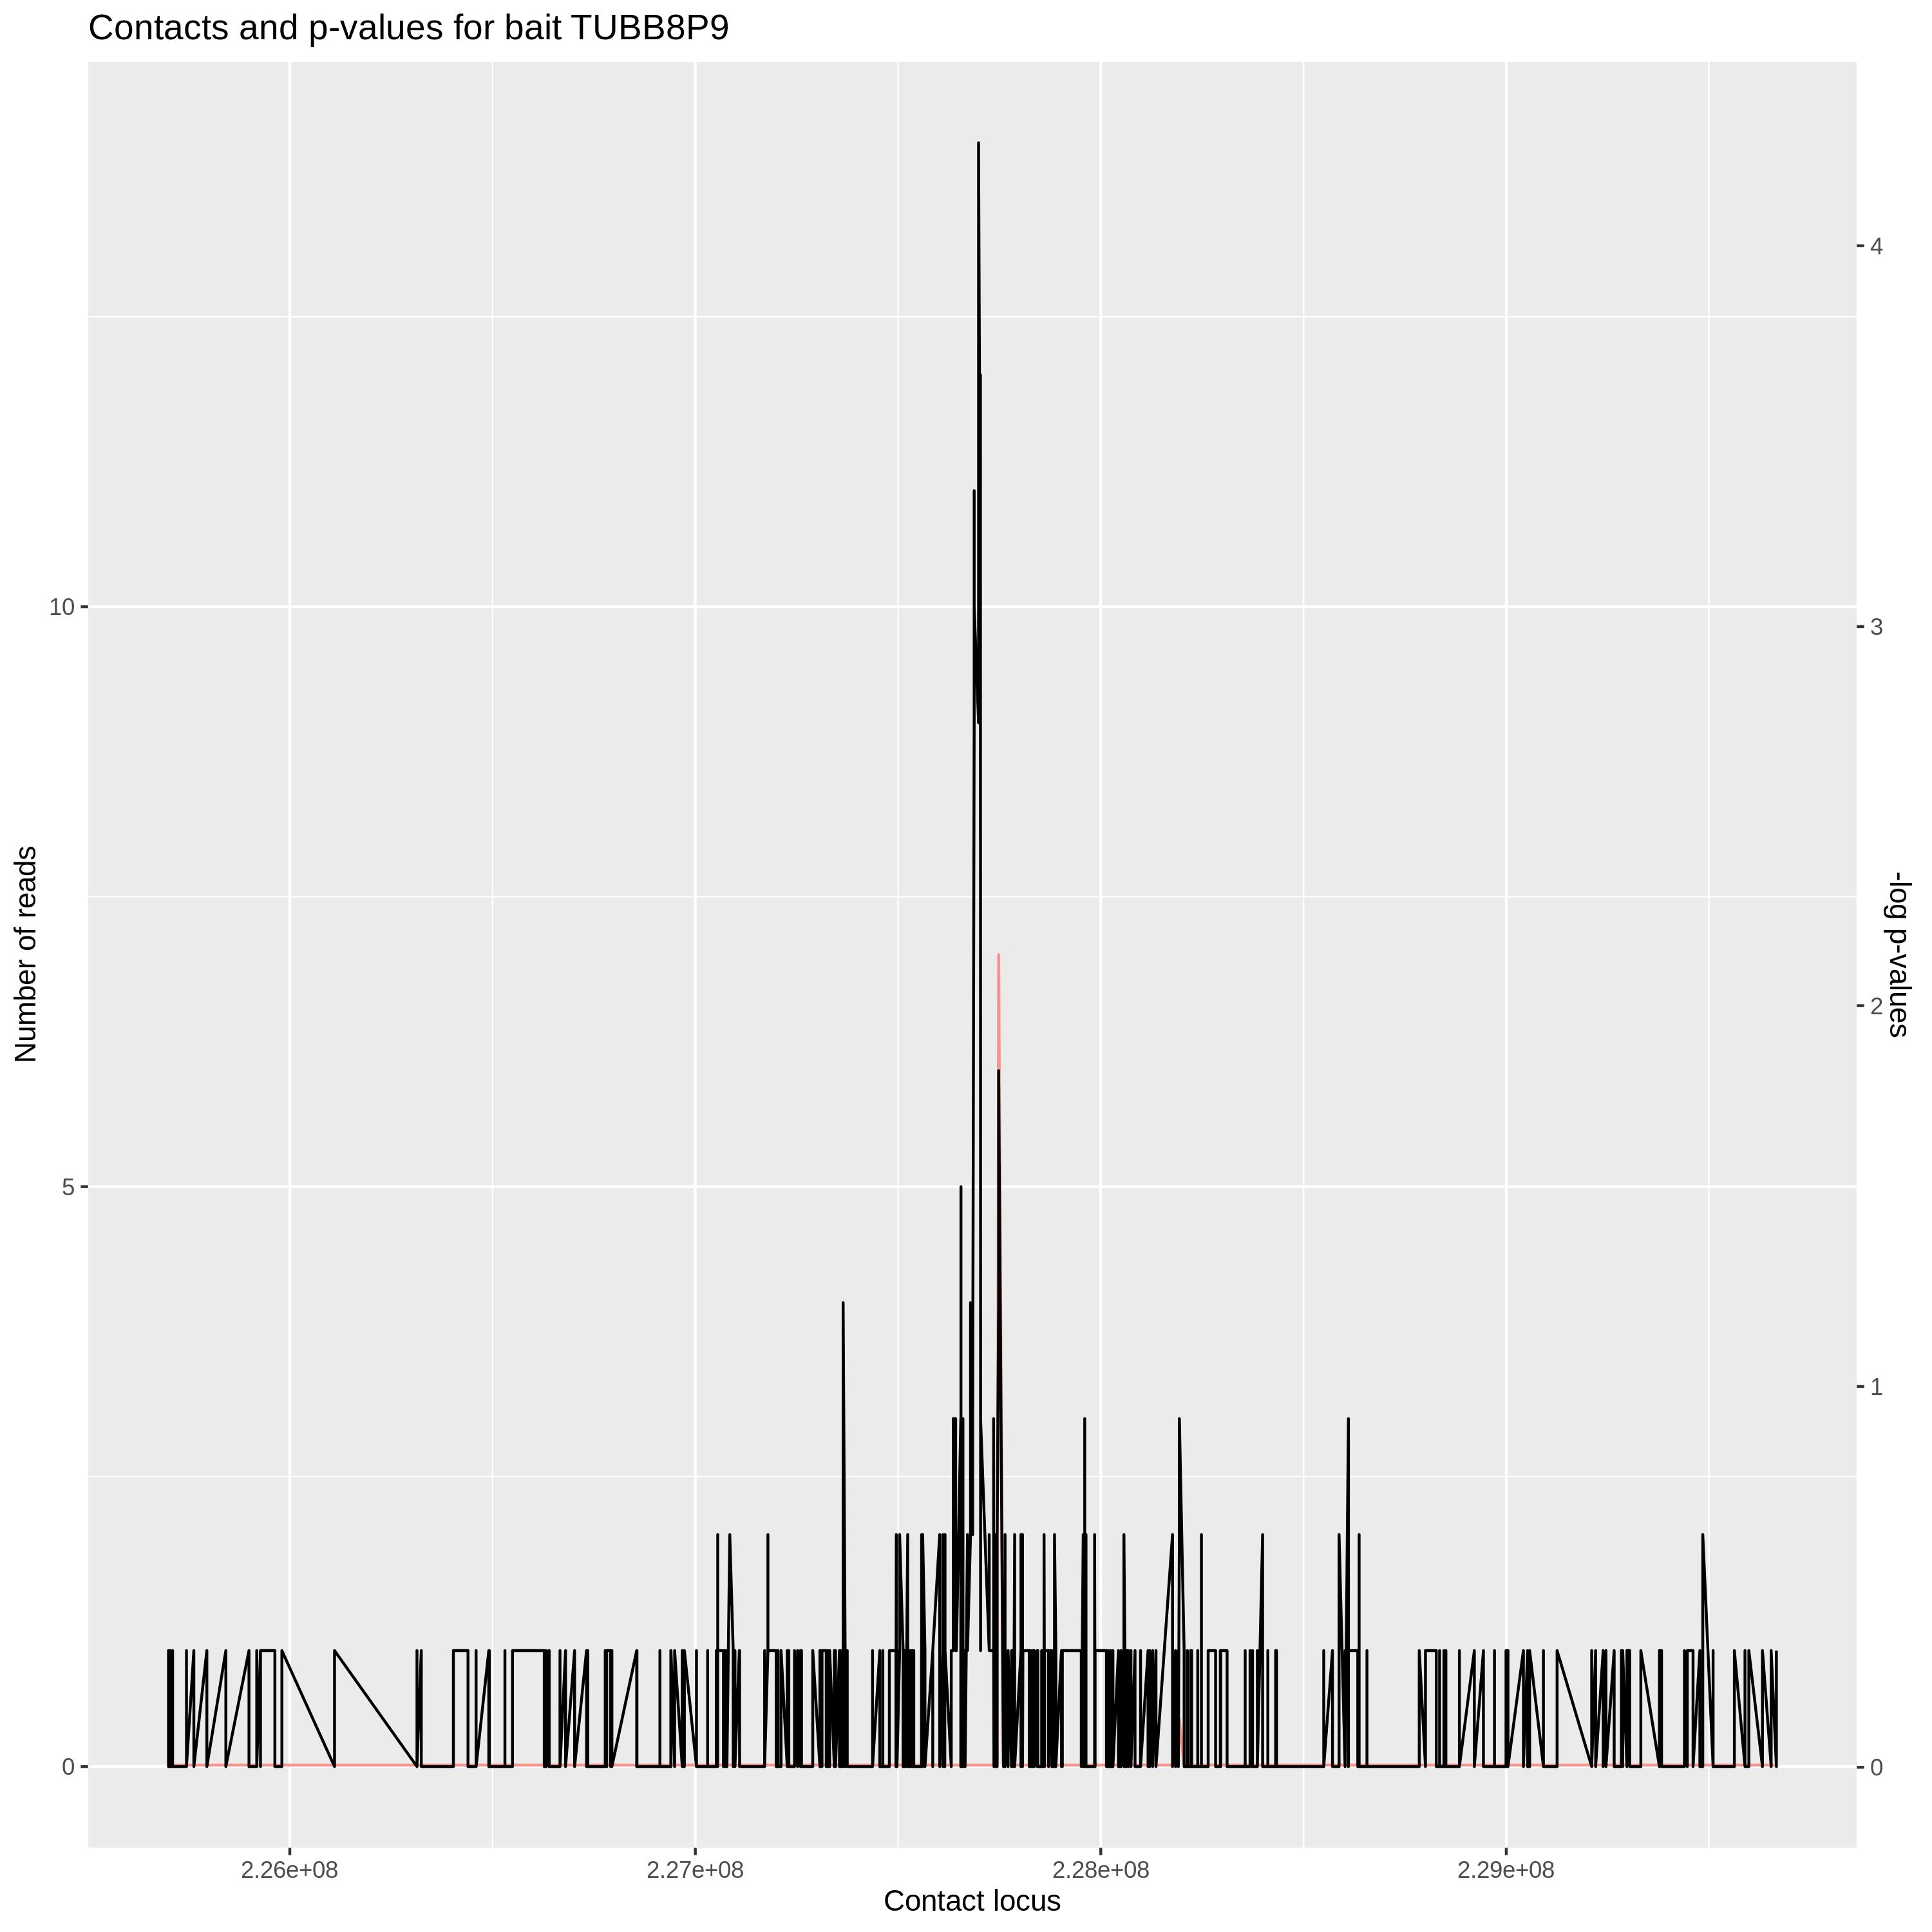 Contacts and p-values for bait TUBB8P9
10
5
0
Number of reads
4
3
2
1
0
-log p-values
2.26e+08
2.27e+08
2.28e+08
2.29e+08
Contact locus